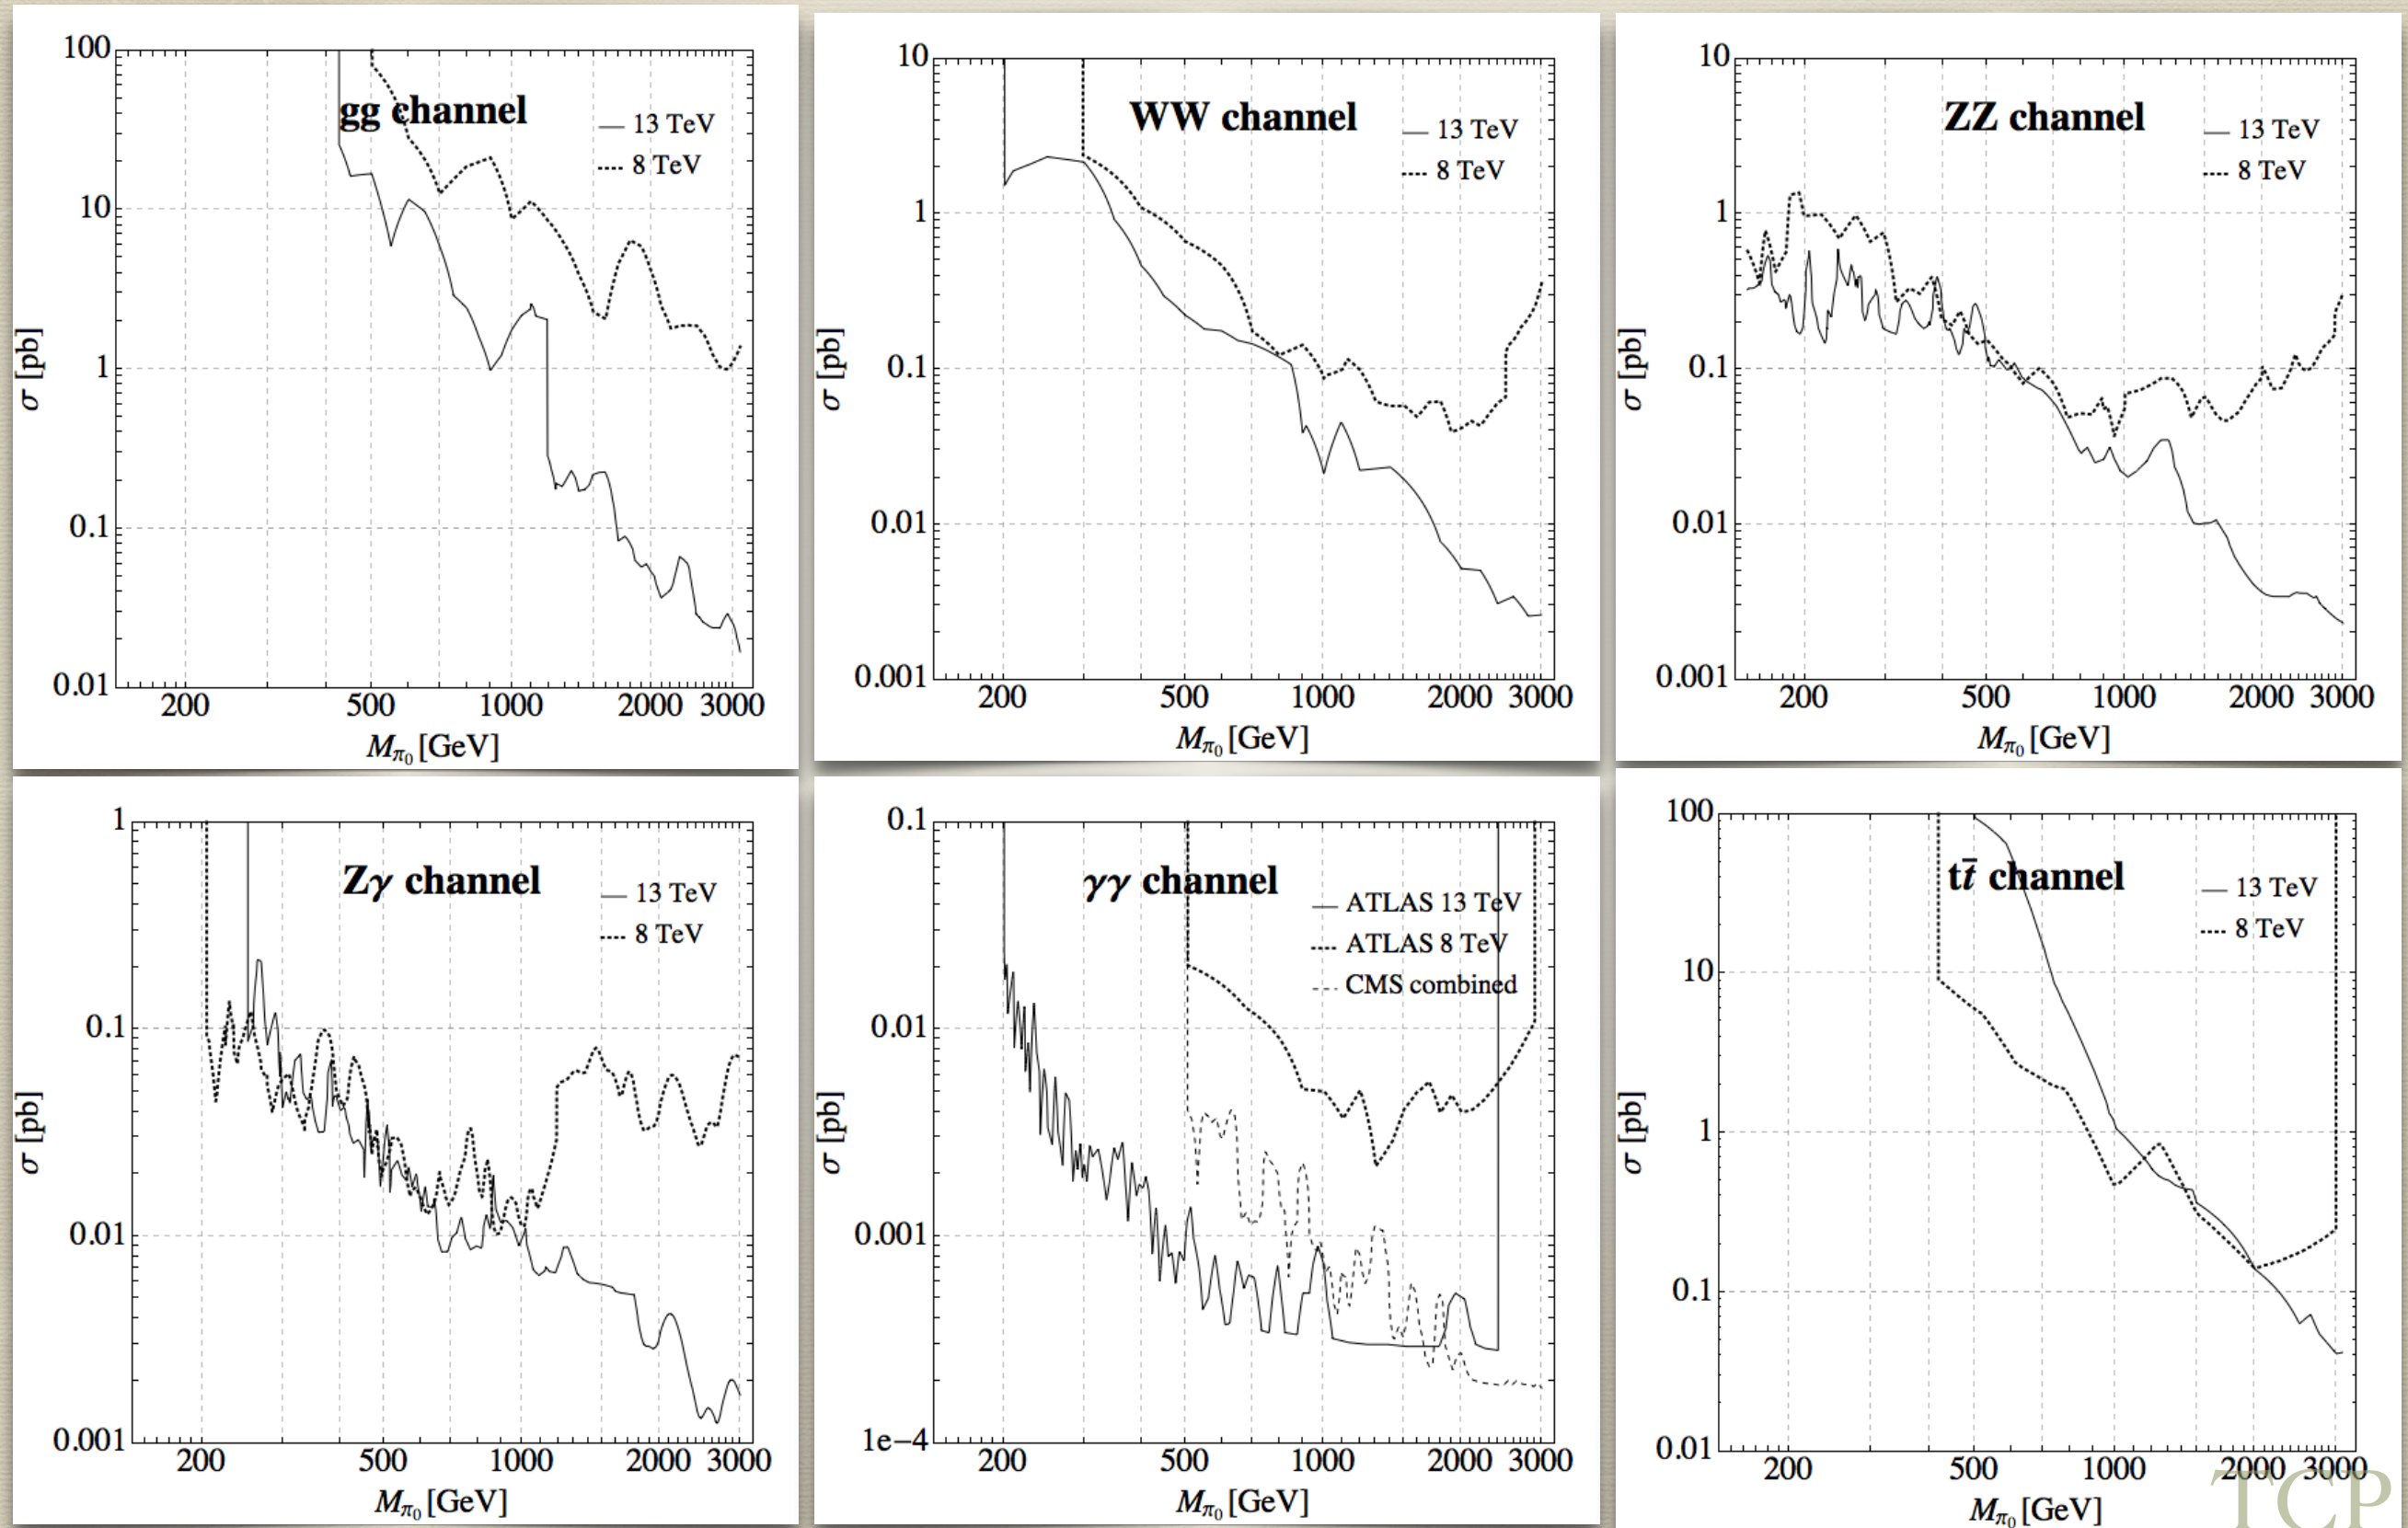 100
gg channel
13 TeV
8 TeV
10
1
0.1
0.01
σ [pb]
200 500 1000 2000 3000
Mπ0 [GeV]
10
WW channel
13 TeV
8 TeV
1
0.1
0.01
0.001
σ [pb]
200 500 1000 2000 3000
Mπ0 [GeV]
10
ZZ channel
13 TeV
8 TeV
1
0.1
0.01
0.001
σ [pb]
200 500 1000 2000 3000
Mπ0 [GeV]
1
Zγ channel
13 TeV
8 TeV
0.1
0.01
0.001
σ [pb]
200 500 1000 2000 3000
Mπ0 [GeV]
0.1
γγ channel
ATLAS 13 TeV
ATLAS 8 TeV
CMS combined
0.01
0.001
1e−4
σ [pb]
200 500 1000 2000 3000
Mπ0 [GeV]
100
tt̄ channel
13 TeV
8 TeV
10
1
0.1
0.01
σ [pb]
200 500 1000 2000 3000
Mπ0 [GeV]
TCP